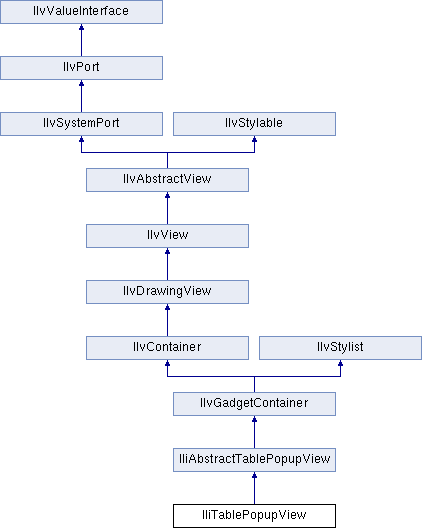 IlvValueInterface
IlvPort
IlvSystemPort
IlvStylable
IlvAbstractView
IlvView
IlvDrawingView
IlvContainer
IlvStylist
IlvGadgetContainer
IliAbstractTablePopupView
IliTablePopupView